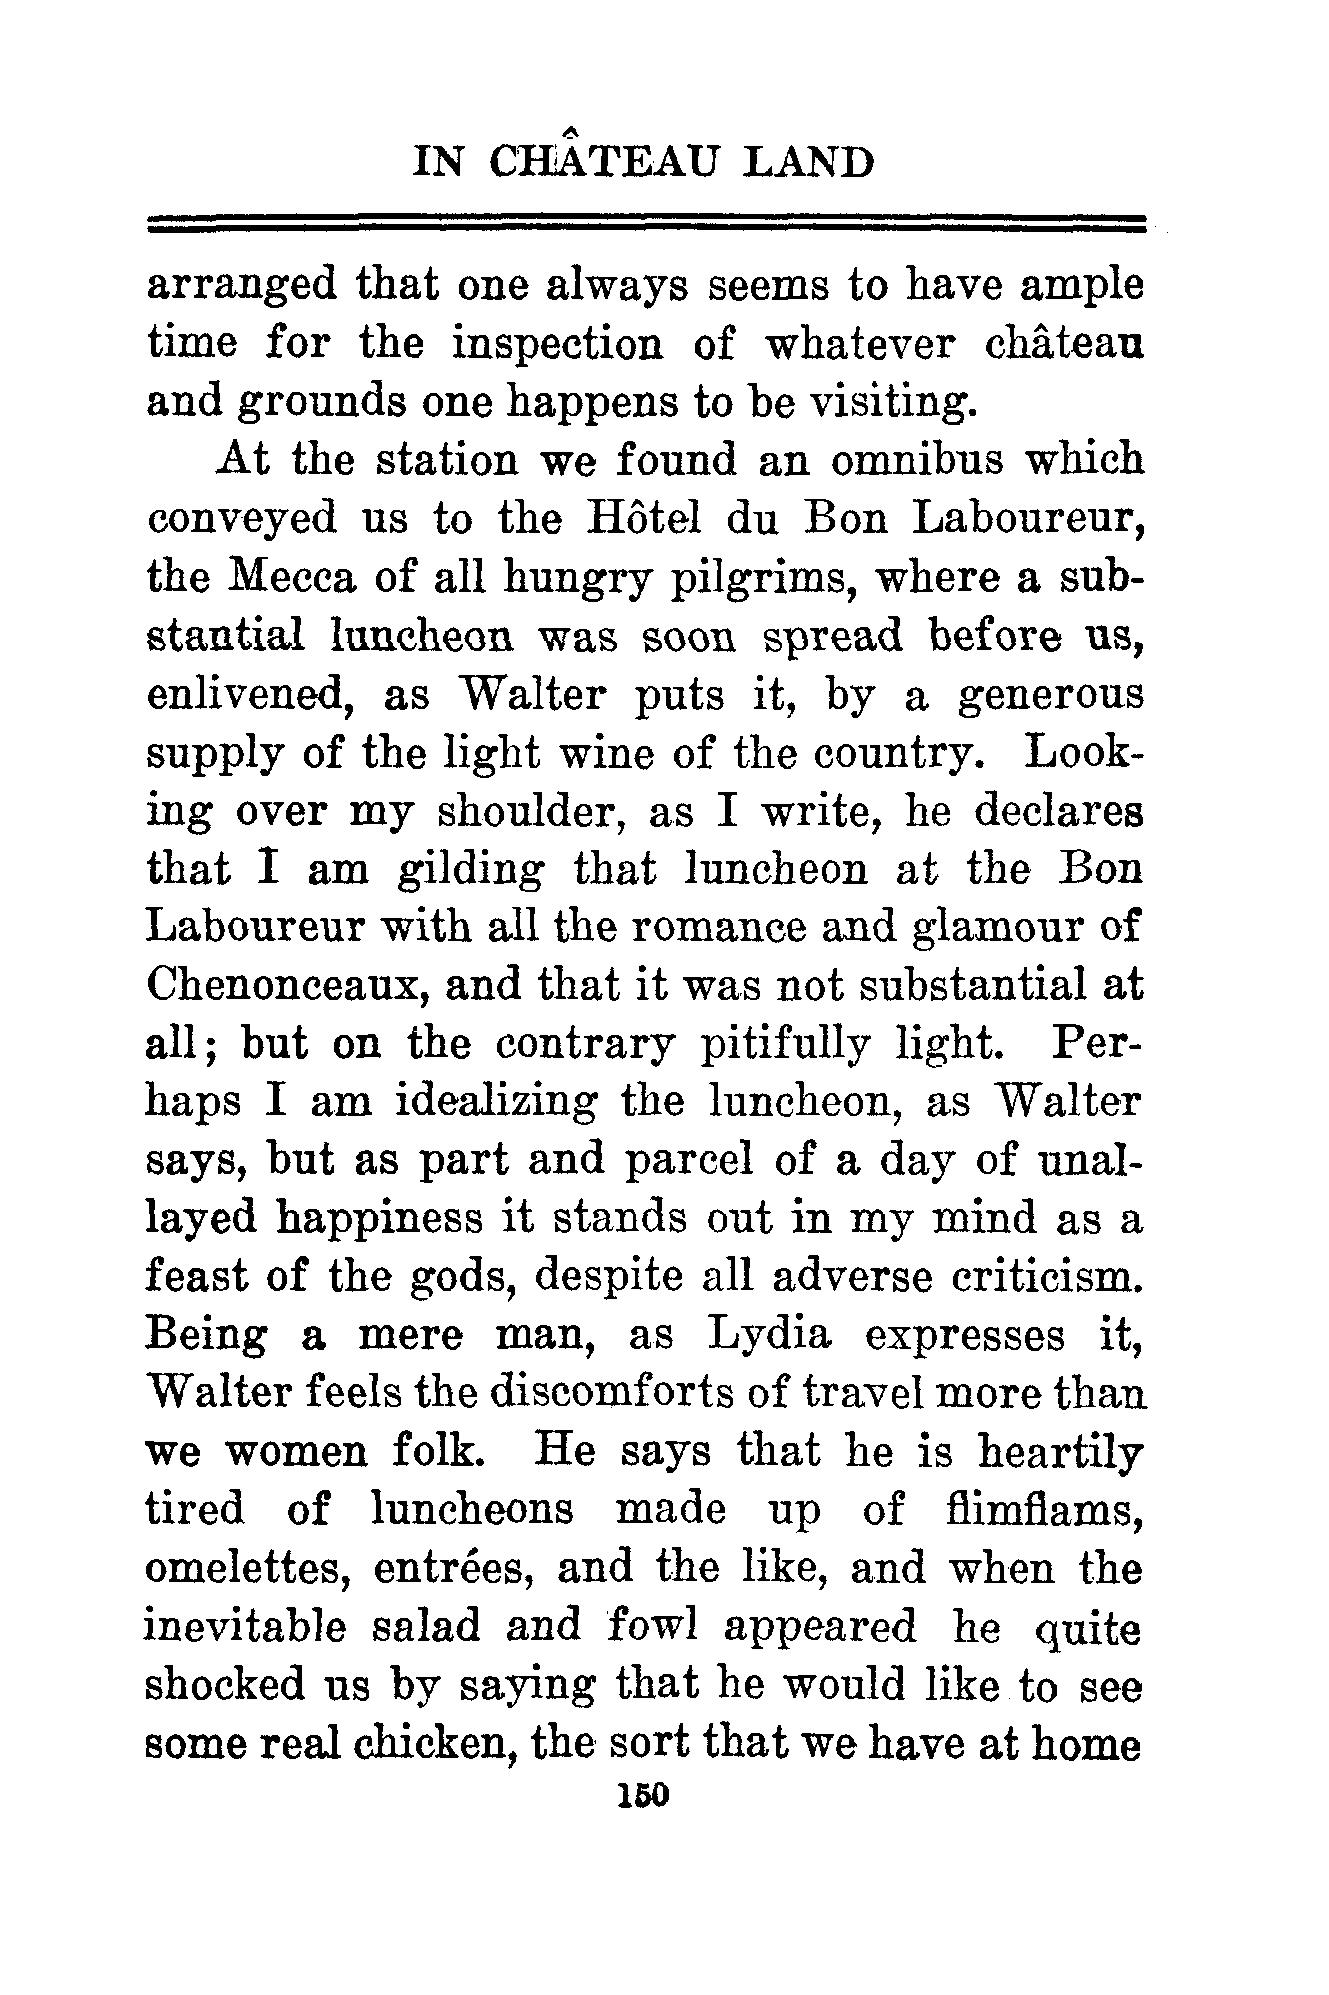 IN CHÂTEAU LAND
arranged that one always seems to have ample
time for the inspection of whatever château
and grounds one happens to be visiting.
At the station we found an omnibus which
conveyed us to the Hôtel du Bon Laboureur,
the Mecca of all hungry pilgrims, where a sub-
stantial luncheon was soon spread before us,
enlivened, as Walter puts it, by a generous
supply of the light wine of the country. Look-
ing over my shoulder, as I write, he declares
that I am gilding that luncheon at the Bon
Laboureur with all the romance and glamour of
Chenonceaux, and that it was not substantial at
all; but on the contrary pitifully light. Per-
haps I am idealizing the luncheon, as Walter
says, but as part and parcel of a day of unal-
layed happiness it stands out in my mind as a
feast of the gods, despite all adverse criticism.
Being a mere man, as Lydia expresses it,
Walter feels the discomforts of travel more than
we women folk. He says that he is heartily
tired of luncheons made up of flimflams,
omelettes, entrées, and the like, and when the
inevitable salad and fowl appeared he quite
shocked us by saying that he would like to see
some real chicken, the sort that we have at home
150